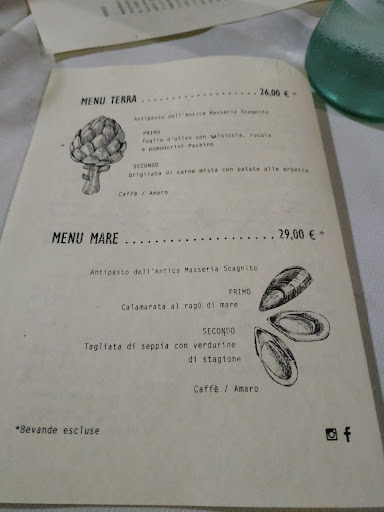 MENU TERRA ..................... 26,00 € *
Antipasto dell'Antica Masseria Scagnito
PRIMO
Foglie d'ulivo con salsiccia, rucola
e pomodorini Pachino
SECONDO
Grigliata di carne mista con patate alle erbette
Caffè / Amaro
MENU MARE ...................... 29,00 € *
Antipasto dell'Antica Masseria Scagnito
PRIMO
Calamarata al ragù di mare
SECONDO
Tagliata di seppia con verdurine
di stagione
Caffè / Amaro
*Bevande escluse